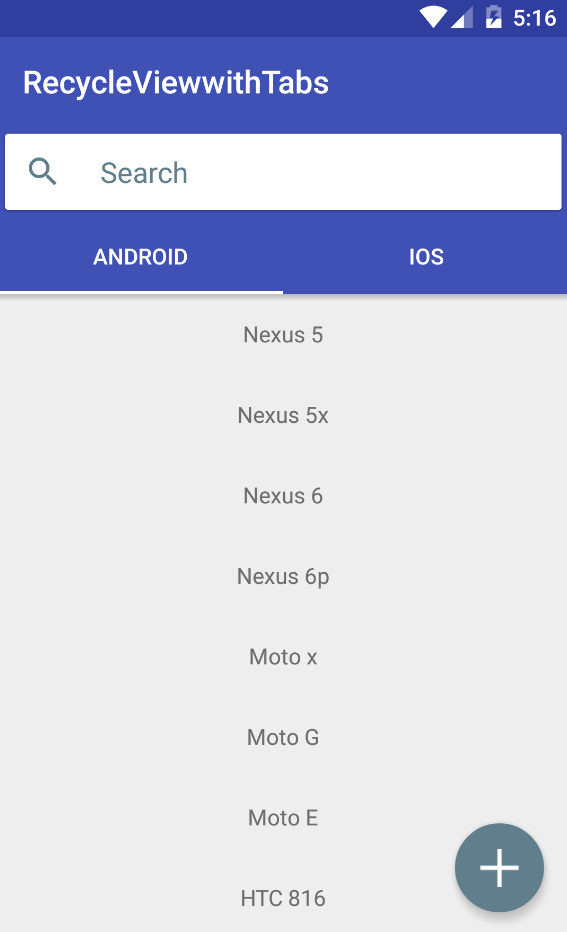 5:16
RecycleViewwithTabs
Search
ANDROID IOS
Nexus 5
Nexus 5x
Nexus 6
Nexus 6p
Moto x
Moto G
Moto E
HTC 816